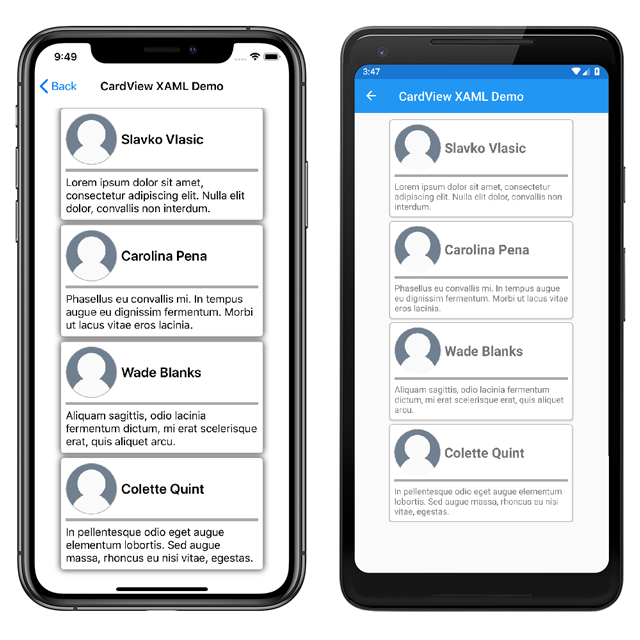 9:49
Back
CardView XAML Demo
Slavko Vlasic
Lorem ipsum dolor sit amet,
consectetur adipiscing elit. Nulla elit
dolor, convallis non interdum.
Carolina Pena
Phasellus eu convallis mi. In tempus
augue eu dignissim fermentum. Morbi
ut lacus vitae eros lacinia.
Wade Blanks
Aliquam sagittis, odio lacinia
fermentum dictum, mi erat scelerisque
erat, quis aliquet arcu.
Colette Quint
In pellentesque odio eget augue
elementum lobortis. Sed augue
massa, rhoncus eu nisi vitae, egestas.
3:47
CardView XAML Demo
Slavko Vlasic
Lorem ipsum dolor sit amet, consectetur
adipiscing elit. Nulla elit dolor, convallis non
interdum.
Carolina Pena
Phasellus eu convallis mi. In tempus augue
eu dignissim fermentum. Morbi ut lacus vitae
eros lacinia.
Wade Blanks
Aliquam sagittis, odio lacinia fermentum
dictum, mi erat scelerisque erat, quis aliquet
arcu.
Colette Quint
In pellentesque odio eget augue elementum
lobortis. Sed augue massa, rhoncus eu nisi
vitae, egestas.